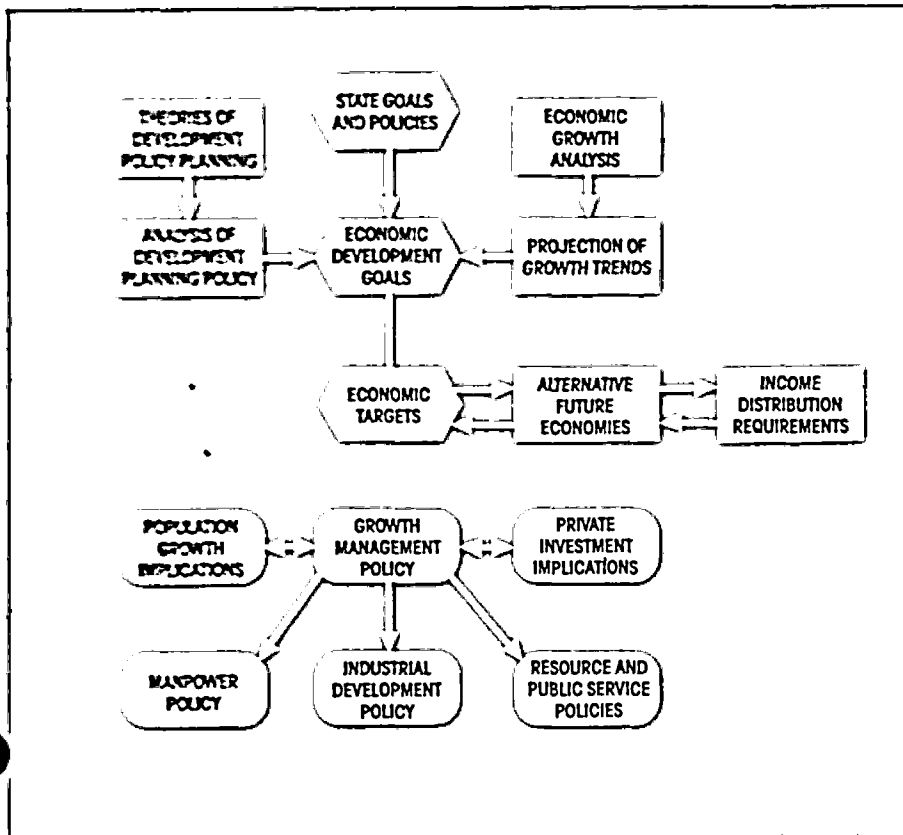 THEORIES OF
DEVELOPMENT
POLICY PLANNING
STATE GOALS
AND POLICIES
ECONOMIC
GROWTH
ANALYSIS
ANALYSIS OF
DEVELOPMENT
PLANNING POLICY
ECONOMIC
DEVELOPMENT
GOALS
PROJECTION OF
GROWTH TRENDS
ECONOMIC
TARGETS
ALTERNATIVE
FUTURE
ECONOMIES
INCOME
DISTRIBUTION
REQUIREMENTS
POPULATION
GROWTH
IMPLICATIONS
GROWTH
MANAGEMENT
POLICY
PRIVATE
INVESTMENT
IMPLICATIONS
MANPOWER
POLICY
INDUSTRIAL
DEVELOPMENT
POLICY
RESOURCE AND
PUBLIC SERVICE
POLICIES